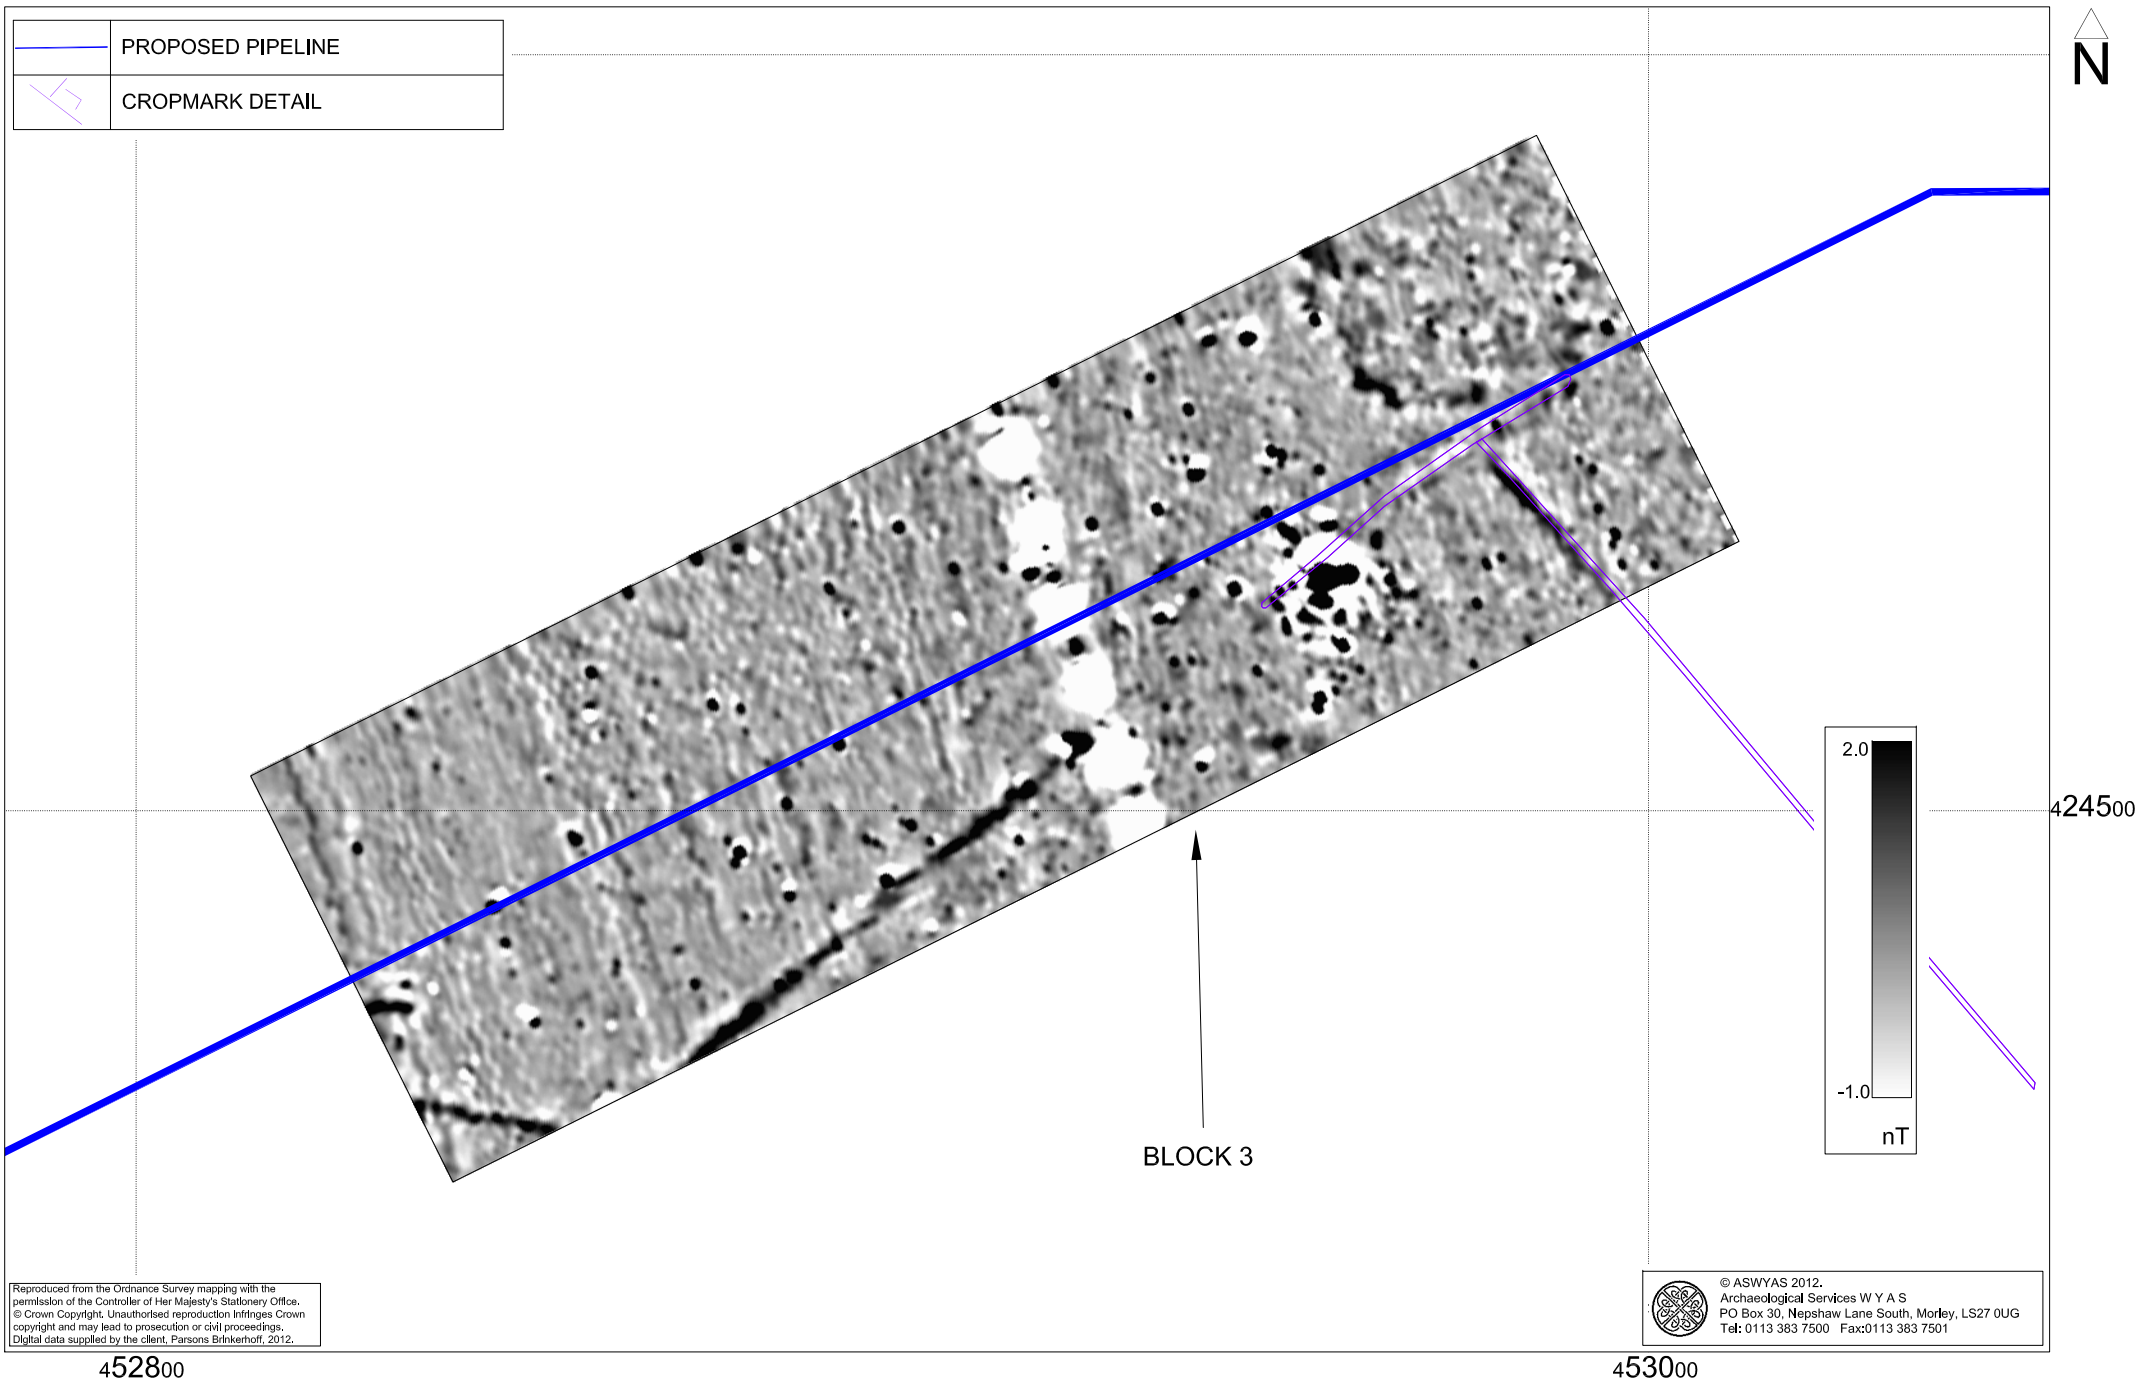 PROPOSED PIPELINE
CROPMARK DETAIL
N
2.0
-1.0
nT
424500
BLOCK 3
Reproduced from the Ordnance Survey mapping with the
permission of the Controller of Her Majesty's Stationery Office.
© Crown Copyright. Unauthorised reproduction infringes Crown
copyright and may lead to prosecution or civil proceedings.
Digital data supplied by the client, Parsons Brinkerhoff, 2012.
© ASWYAS 2012.
Archaeological Services W Y A S
PO Box 30, Nepshaw Lane South, Morley, LS27 0UG
Tel: 0113 383 7500 Fax:0113 383 7501
452800
453000